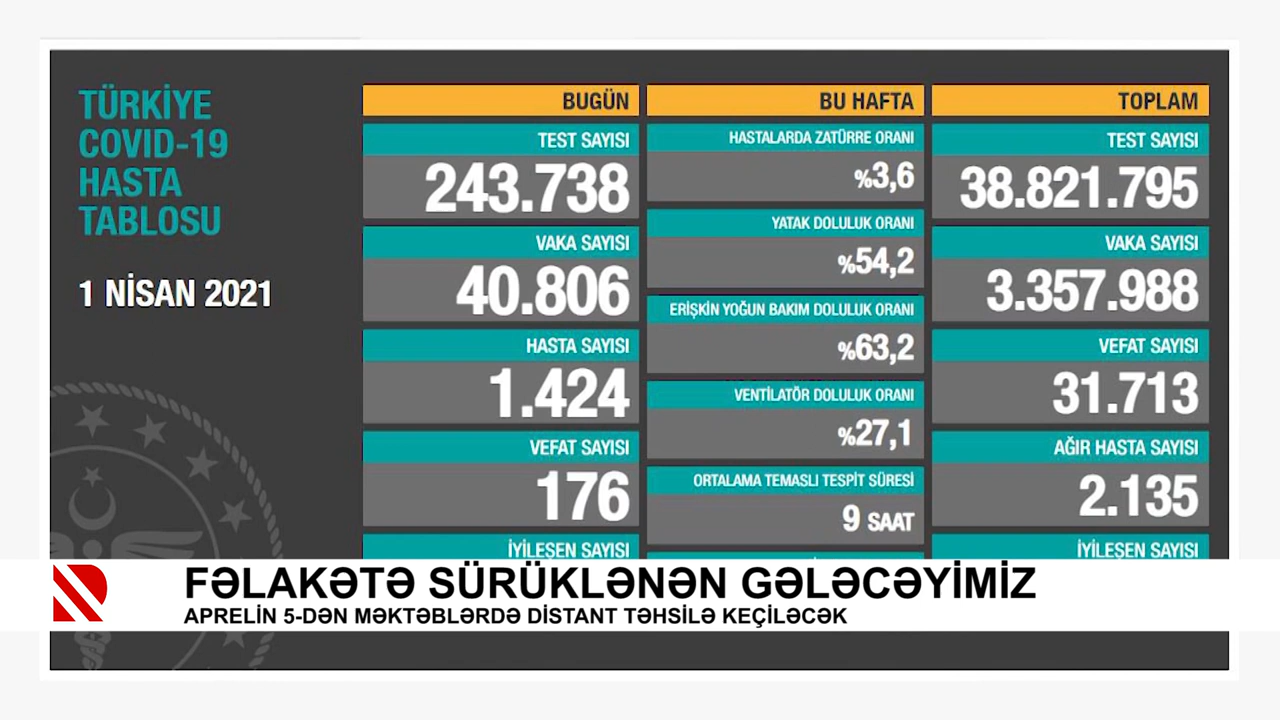 TÜRKİYE
COVID-19
HASTA
TABLOSU
1 NİSAN 2021
BUGÜN
TEST SAYISI
243.738
VAKA SAYISI
40.806
HASTA SAYISI
1.424
VEFAT SAYISI
176
İYİLEŞEN SAYISI
BU HAFTA
HASTALARDA ZATÜRRE ORANI
%3,6
YATAK DOLULUK ORANI
%54,2
ERİŞKİN YOĞUN BAKIM DOLULUK ORANI
%63,2
VENTİLATÖR DOLULUK ORANI
%27,1
ORTALAMA TEMASLI TESPİT SÜRESİ
9 SAAT
TOPLAM
TEST SAYISI
38.821.795
VAKA SAYISI
3.357.988
VEFAT SAYISI
31.713
AĞIR HASTA SAYISI
2.135
İYİLEŞEN SAYISI
FƏLAKƏTƏ SÜRÜKLƏNƏN GƏLƏCƏYİMİZ
APRELİN 5-DƏN MƏKTƏBLƏRDƏ DİSTANT TƏHSİLƏ KEÇİLƏCƏK